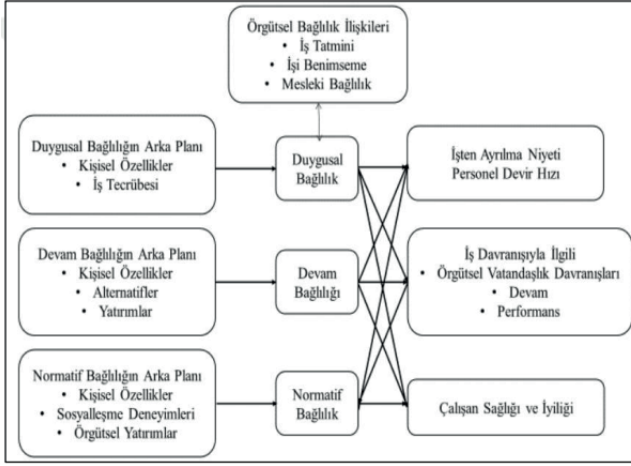 Örgütsel Bağlılık İlişkileri
• İş Tatmini
• İşi Benimseme
• Mesleki Bağlılık
Duygusal Bağlılığın Arka Planı
• Kişisel Özellikler
• İş Tecrübesi
Duygusal
Bağlılık
İşten Ayrılma Niyeti
Personel Devir Hızı
Devam Bağlılığın Arka Planı
• Kişisel Özellikler
• Alternatifler
• Yatırımlar
Devam
Bağlılığı
İş Davranışıyla İlgili
• Örgütsel Vatandaşlık Davranışları
• Devam
• Performans
Normatif Bağlılığın Arka Planı
• Kişisel Özellikler
• Sosyalleşme Deneyimleri
• Örgütsel Yatırımlar
Normatif
Bağlılık
Çalışan Sağlığı ve İyiliği